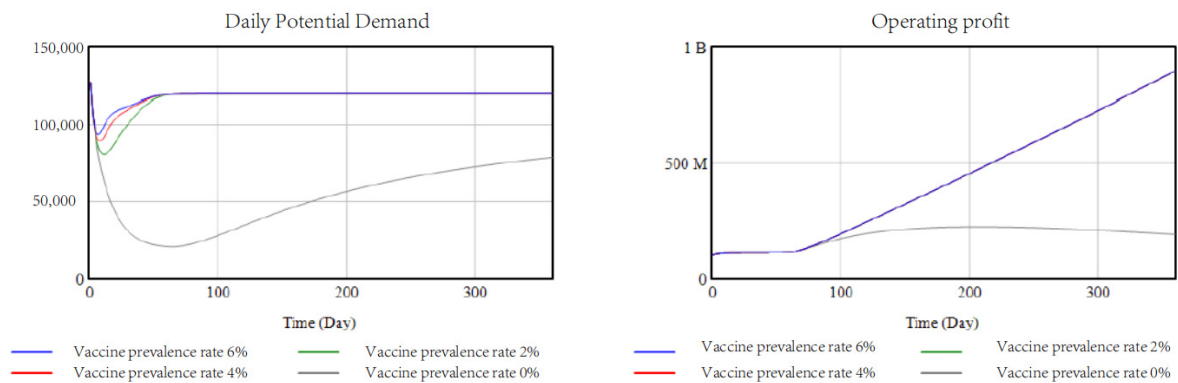 Daily Potential Demand
150,000
100,000
50,000
0
0 100 200 300
Time (Day)
Vaccine prevalence rate 6% Vaccine prevalence rate 2%
Vaccine prevalence rate 4% Vaccine prevalence rate 0%
Operating profit
1 B
500 M
0
0 100 200 300
Time (Day)
Vaccine prevalence rate 6% Vaccine prevalence rate 2%
Vaccine prevalence rate 4% Vaccine prevalence rate 0%